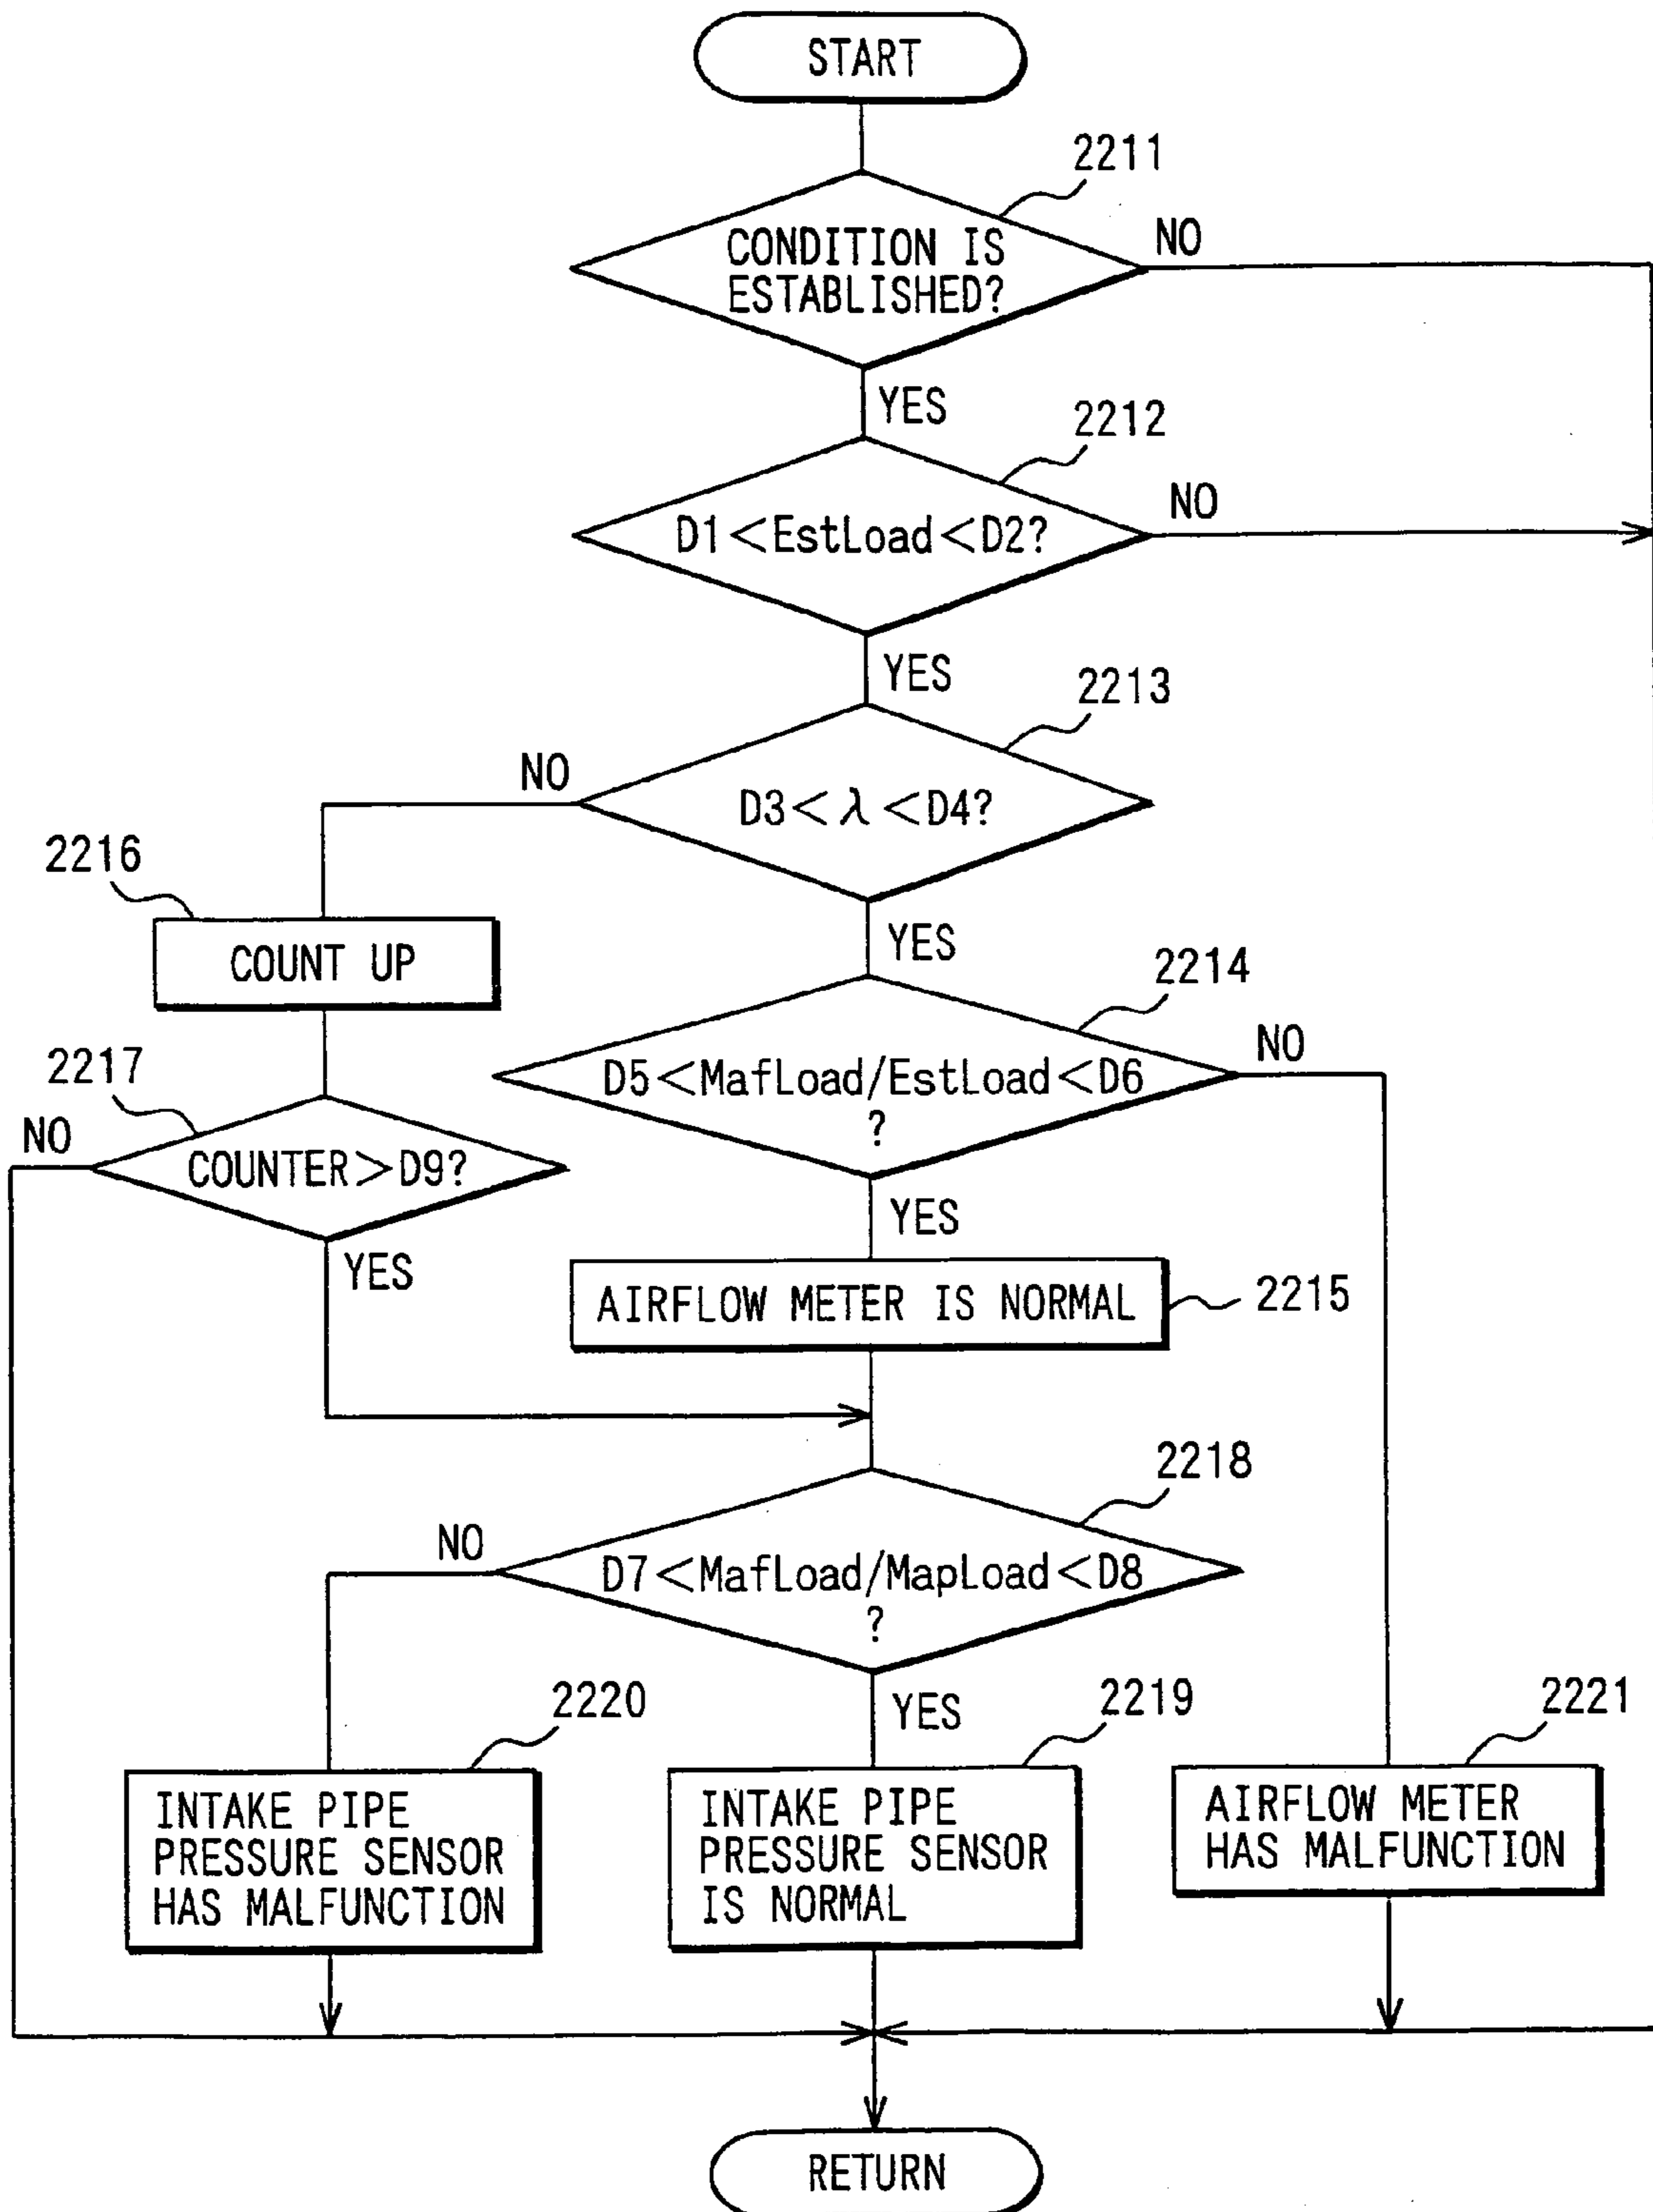 START
2211
CONDITION IS
ESTABLISHED?
NO
YES
2212
D1<EstLoad<D2?
NO
YES
2213
NO
D3<λ<D4?
2216
YES
COUNT UP
2214
NO
2217
D5<MafLoad/EstLoad<D6
?
NO
COUNTER>D9?
YES
YES
AIRFLOW METER IS NORMAL
2215
2218
NO
D7<MafLoad/MapLoad<D8
?
2220
YES
2219
2221
INTAKE PIPE
PRESSURE SENSOR
HAS MALFUNCTION
INTAKE PIPE
PRESSURE SENSOR
IS NORMAL
AIRFLOW METER
HAS MALFUNCTION
RETURN